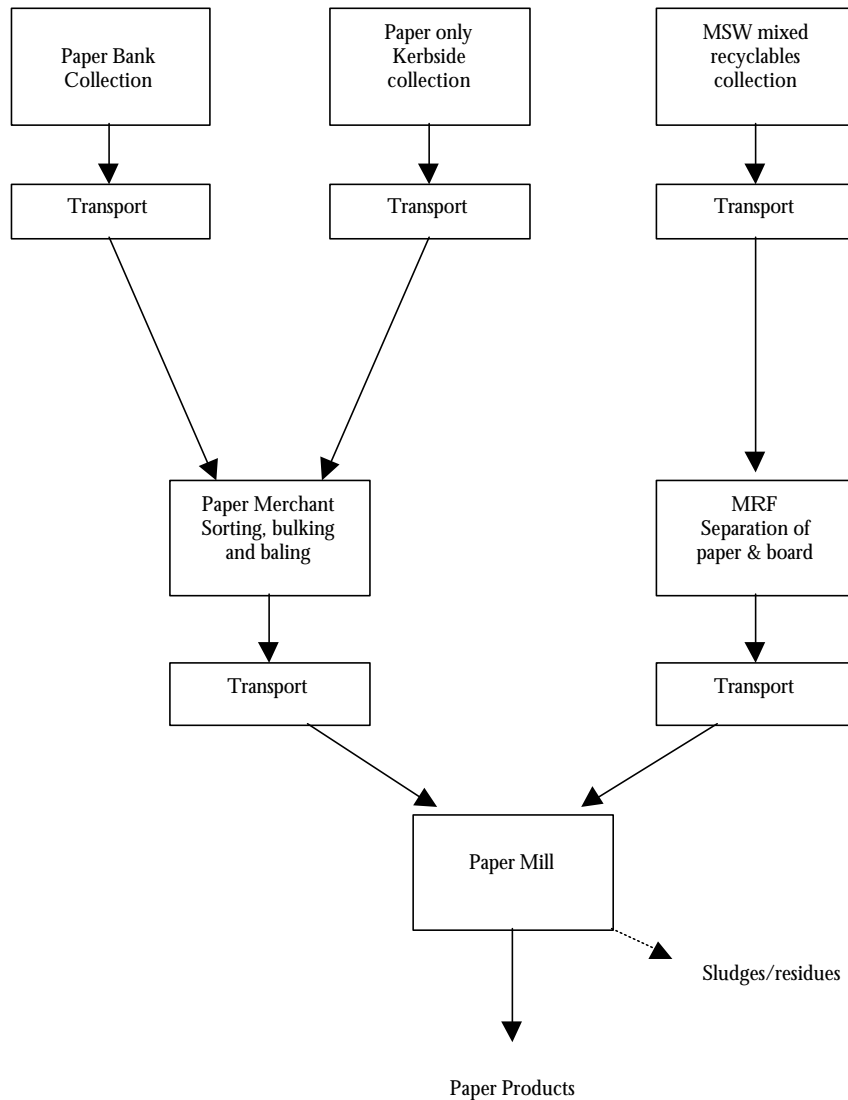 Paper Bank
Collection
Paper only
Kerbside
collection
MSW mixed
recyclables
collection
Transport
Transport
Transport
Paper Merchant
Sorting, bulking
and baling
MRF
Separation of
paper & board
Transport
Transport
Paper Mill
Sludges/residues
Paper Products